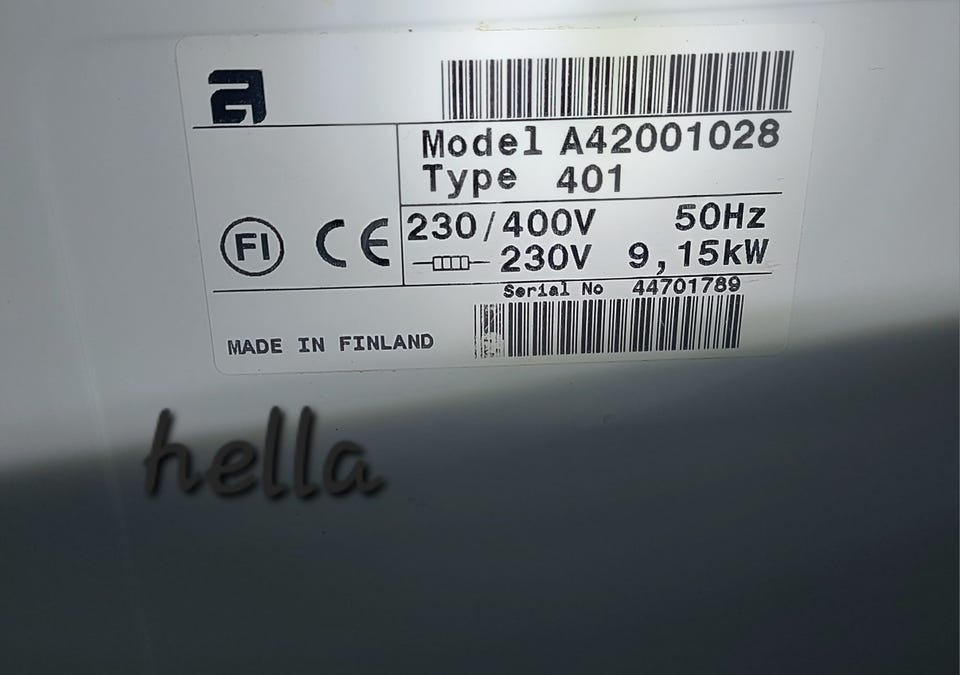 a
Model A42001028
Type 401
FI CE
230/400V 50Hz
230V 9,15kW
Serial No 44701789
MADE IN FINLAND
hella